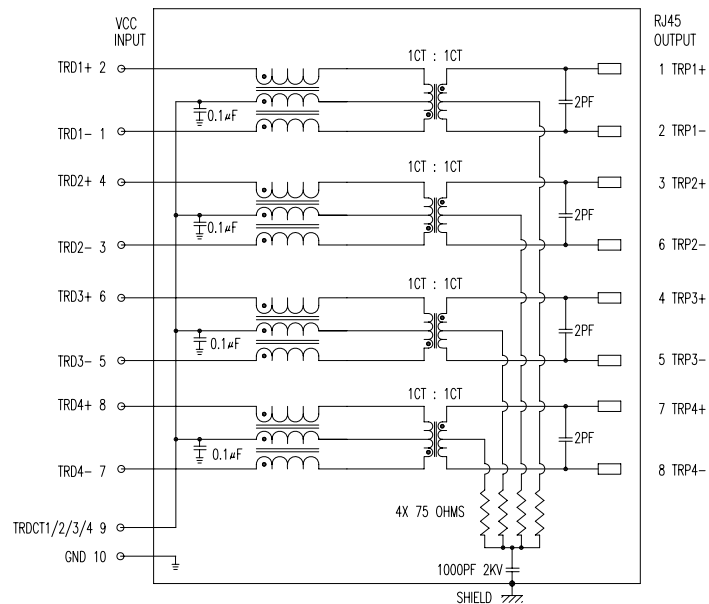 VCC
INPUT
RJ45
OUTPUT
1CT : 1CT
TRD1+ 2
1 TRP1+
0.1μF
2PF
TRD1- 1
2 TRP1-
1CT : 1CT
TRD2+ 4
3 TRP2+
0.1μF
2PF
TRD2- 3
6 TRP2-
1CT : 1CT
TRD3+ 6
4 TRP3+
0.1μF
2PF
TRD3- 5
5 TRP3-
1CT : 1CT
TRD4+ 8
7 TRP4+
0.1μF
2PF
TRD4- 7
8 TRP4-
4X 75 OHMS
TRDCT1/2/3/4 9
GND 10
1000PF 2KV
SHIELD